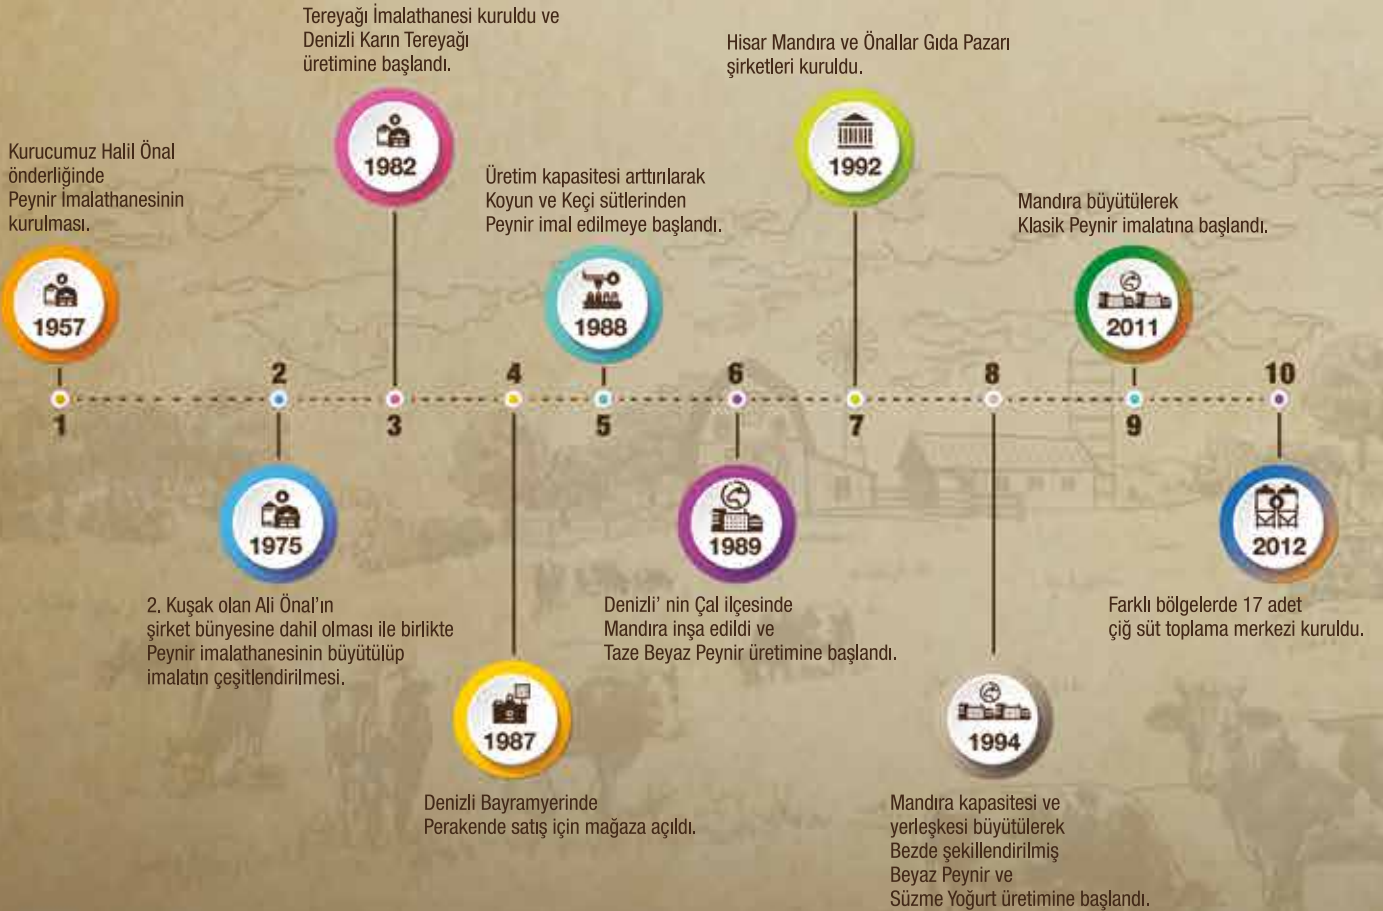 Kurucumuz Halil Önal
önderliğinde
Peynir İmalathanesinin
kurulması.
1957
1
2
1975
2. Kuşak olan Ali Önal'ın
şirket bünyesine dahil olması ile birlikte
Peynir imalathanesinin büyütülüp
imalatın çeşitlendirilmesi.
Tereyağı İmalathanesi kuruldu ve
Denizli Karın Tereyağı
üretimine başlandı.
1982
3
4
1987
Denizli Bayramyerinde
Perakende satış için mağaza açıldı.
Üretim kapasitesi arttırılarak
Koyun ve Keçi sütlerinden
Peynir imal edilmeye başlandı.
1988
5
6
1989
Denizli' nin Çal ilçesinde
Mandıra inşa edildi ve
Taze Beyaz Peynir üretimine başlandı.
Hisar Mandıra ve Önallar Gıda Pazarı
şirketleri kuruldu.
1992
7
8
1994
Mandıra kapasitesi ve
yerleşkesi büyütülerek
Bezde şekillendirilmiş
Beyaz Peynir ve
Süzme Yoğurt üretimine başlandı.
Mandıra büyütülerek
Klasik Peynir imalatına başlandı.
2011
9
10
2012
Farklı bölgelerde 17 adet
çiğ süt toplama merkezi kuruldu.